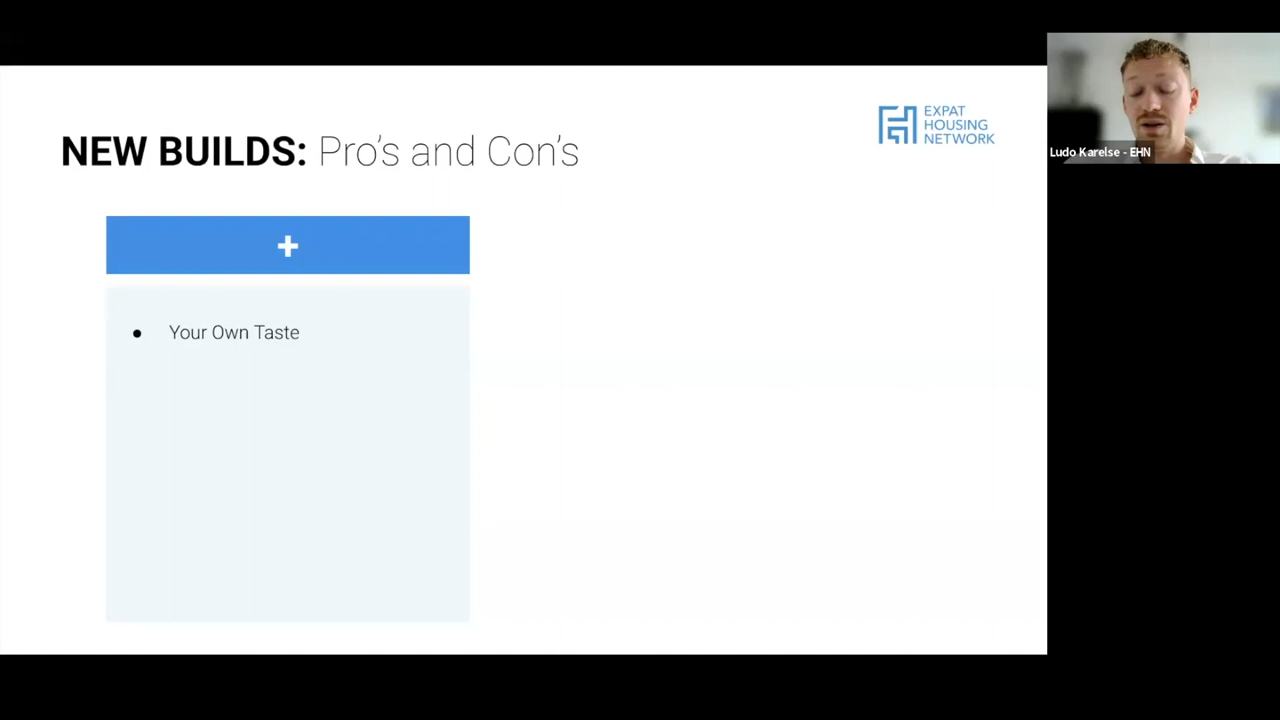 EXPAT
HOUSING
NETWORK
NEW BUILDS: Pro's and Con's
Ludo Karelse - EHN
+
● Your Own Taste